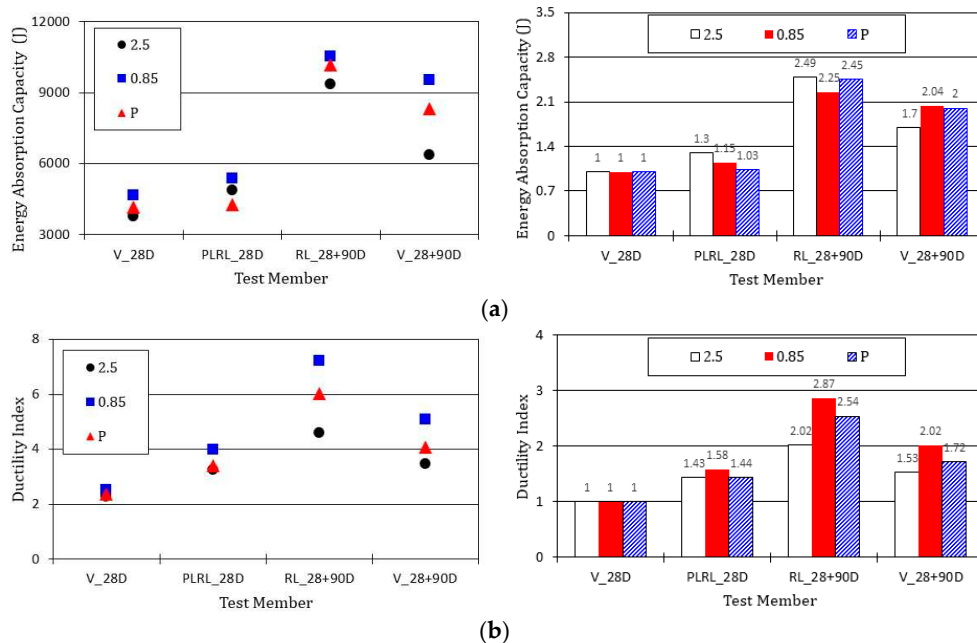 12000
9000
6000
3000
Energy Absorption Capacity (J)
2.5
0.85
P
V_28D PLRL_28D RL_28+90D V_28+90D
Test Member
3.5
2.8
2.1
1.4
0.7
0
Energy Absorption Capacity (J)
2.5 0.85 P
1 1 1
1.3 1.15 1.03
2.49 2.25 2.45
1.7 2.04 2
V_28D PLRL_28D RL_28+90D V_28+90D
Test Member
(a)
8
6
4
2
0
Ductility Index
2.5
0.85
P
V_28D PLRL_28D RL_28+90D V_28+90D
Test Member
4
3
2
1
0
Ductility Index
2.5 0.85 P
1 1 1
1.43 1.58 1.44
2.02 2.87 2.54
1.53 2.02 1.72
V_28D PLRL_28D RL_28+90D V_28+90D
Test Member
(b)